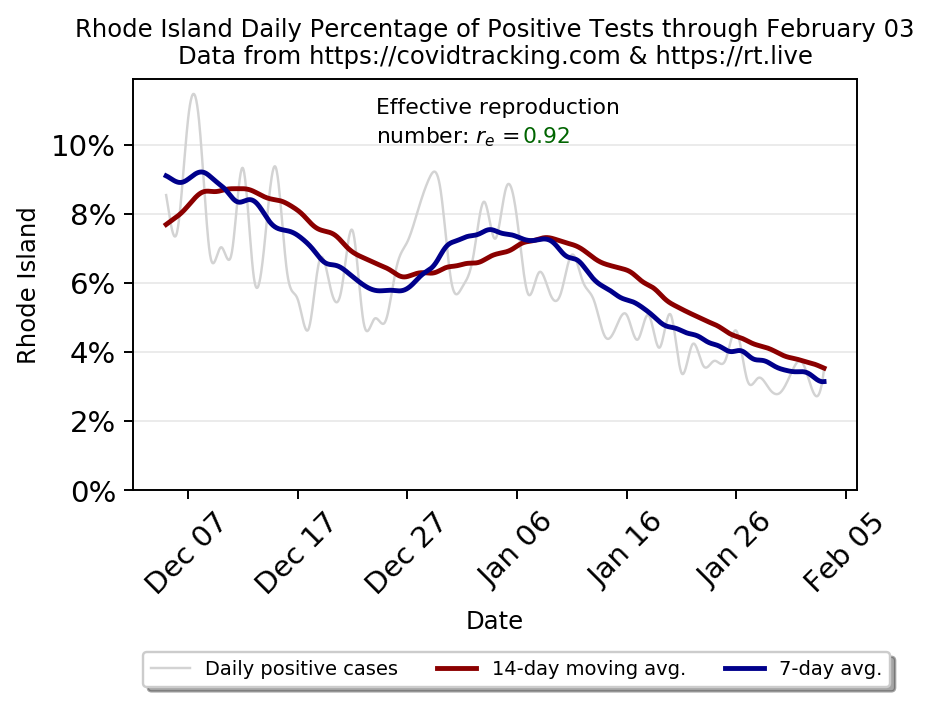 Rhode Island Daily Percentage of Positive Tests through February 03
Data from https://covidtracking.com & https://rt.live
Effective reproduction
number: rₑ =0.92
10%
8%
6%
4%
2%
0%
Rhode Island
Dec 07
Dec 17
Dec 27
Jan 06
Jan 16
Jan 26
Feb 05
Date
Daily positive cases
14-day moving avg.
7-day avg.